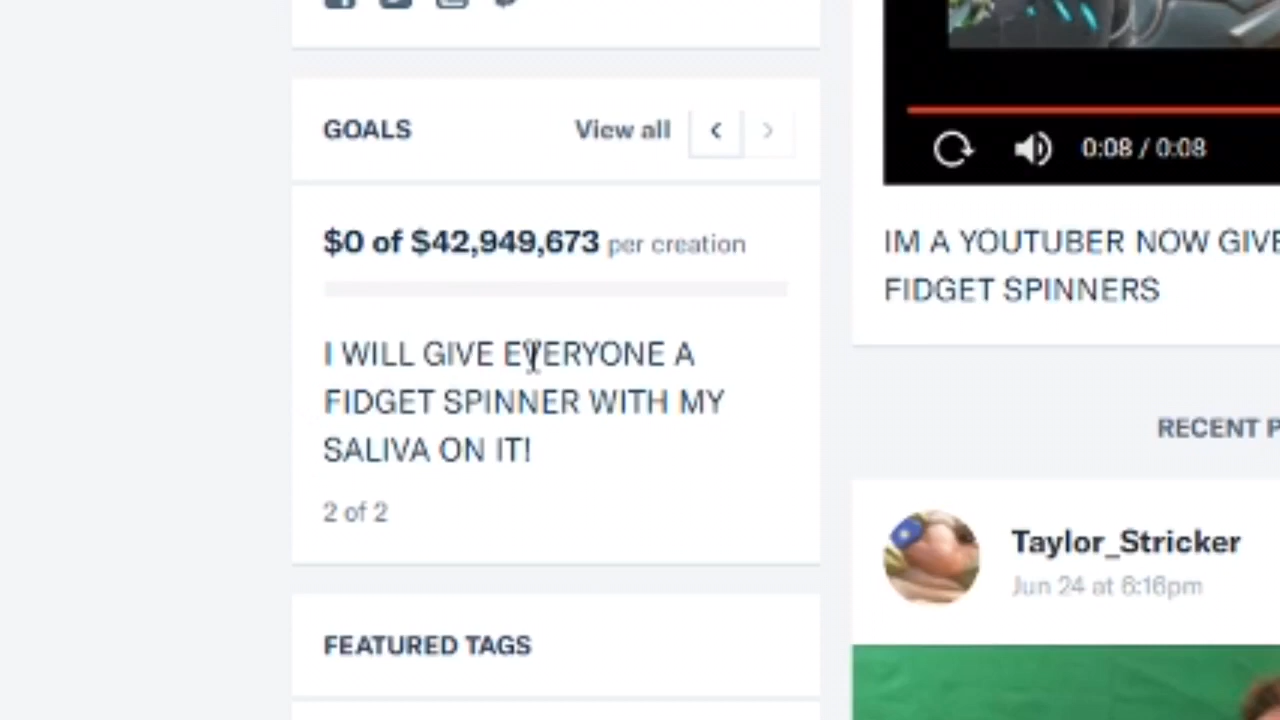 GOALS
View all
$0 of $42,949,673 per creation
I WILL GIVE EVERYONE A
FIDGET SPINNER WITH MY
SALIVA ON IT!
2 of 2
FEATURED TAGS
0:08 / 0:08
IM A YOUTUBER NOW GIVE
FIDGET SPINNERS
RECENT P
Taylor_Stricker
Jun 24 at 6:16pm